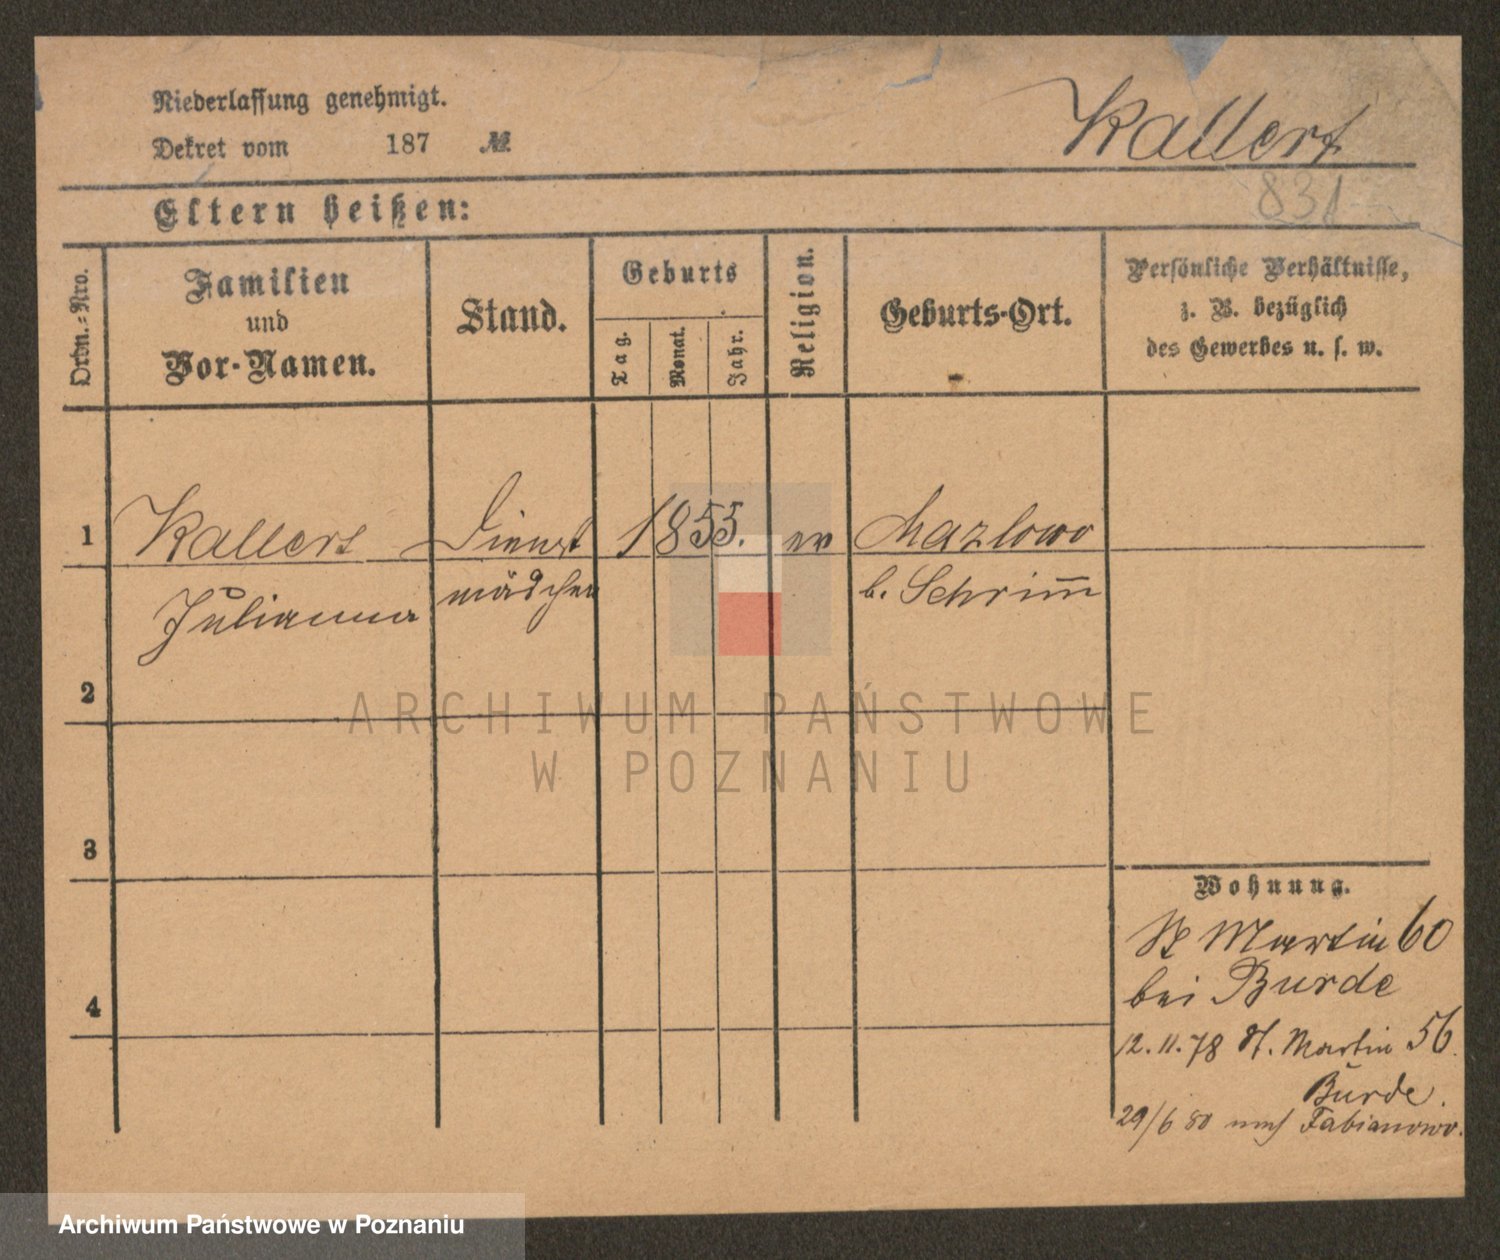 Niederlassung genehmigt.
Dekret vom 187 №
Kallert
831
Eltern heißen:
Ordn.-Nro.
Familien
und
Vor-Namen.
Stand.
Geburts
Tag.
Monat.
Jahr.
Religion.
Geburts-Ort.
Persönliche Verhältnisse,
z. B. bezüglich
des Gewerbes u. s. w.
1 Kallert Dienst 1855. ev
Julianna mädchen b. Schrimm
2
3
4
Wohnung.
St Martin 60
bei Burde
12.11.78 St. Martin 56.
Burde.
29/6 80 nach Fabianowo.
ARCHIWUM PAŃSTWOWE
W POZNANIU
Archiwum Państwowe w Poznaniu